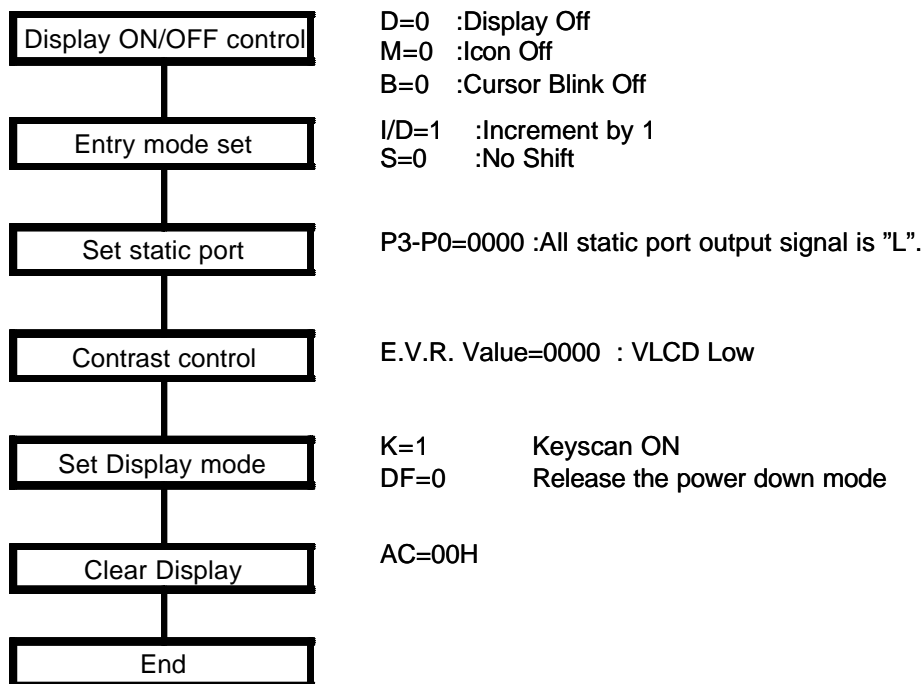 Display ON/OFF control
D=0 :Display Off
M=0 :Icon Off
B=0 :Cursor Blink Off
Entry mode set
I/D=1 :Increment by 1
S=0 :No Shift
Set static port
P3-P0=0000 :All static port output signal is ”L”.
Contrast control
E.V.R. Value=0000 : VLCD Low
Set Display mode
K=1 Keyscan ON
DF=0 Release the power down mode
Clear Display
AC=00H
End